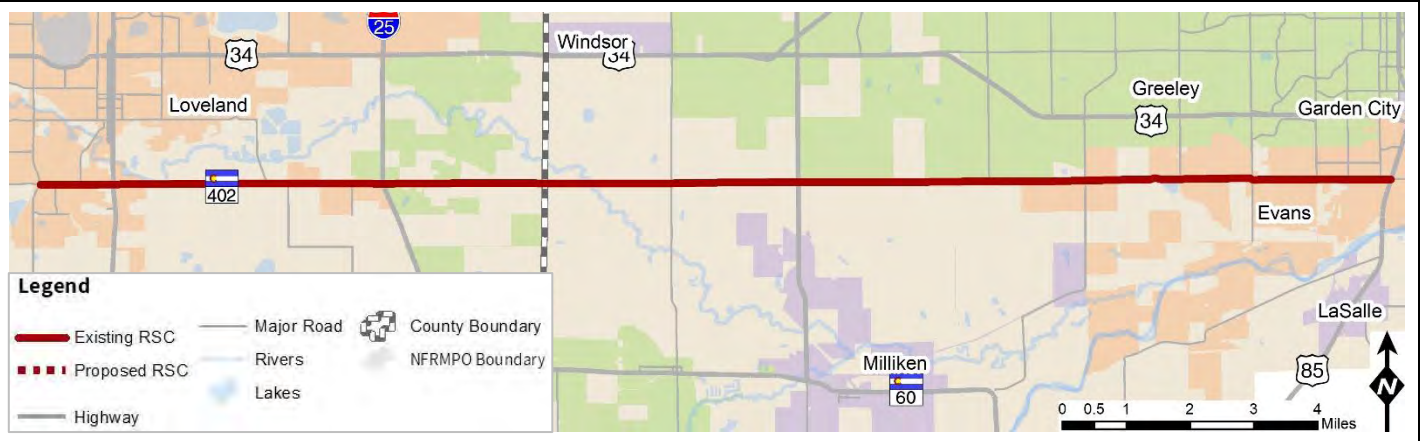 25
Windsor
34
34
Loveland
Greeley
34
Garden City
402
Evans
LaSalle
Milliken
60
85
N
0 0.5 1 2 3 4
Miles
Legend
Existing RSC
Proposed RSC
Highway
Major Road
Rivers
Lakes
County Boundary
NFRMPO Boundary